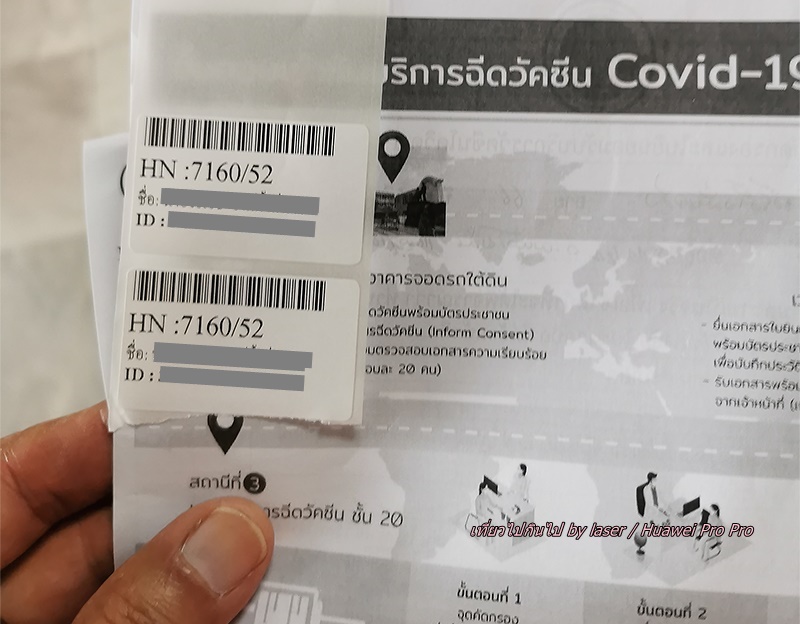 ริการฉีดวัคซีน Covid-19
HN :7160/52
ชื่อ:
ID :
HN :7160/52
ชื่อ:
ID :
อาคารจอดรถใต้ดิน
ฉีดวัคซีนพร้อมบัตรประชาชน
ฉีดวัคซีน (Inform Consent)
ตรวจสอบเอกสารความเรียบร้อย
บละ 20 คน)
- ยื่นเอกสารใบยิน
พร้อมบัตรประชา
เพื่อบันทึกประวั
- รับเอกสารพร้อม
จากเจ้าหน้าที่
สถานีที่ 3
รฉีดวัคซีน ชั้น 20
เที่ยวไปกินไป by laser / Huawei Pro Pro
ขั้นตอนที่ 1
จุดคัดกรอง
ขั้นตอนที่ 2